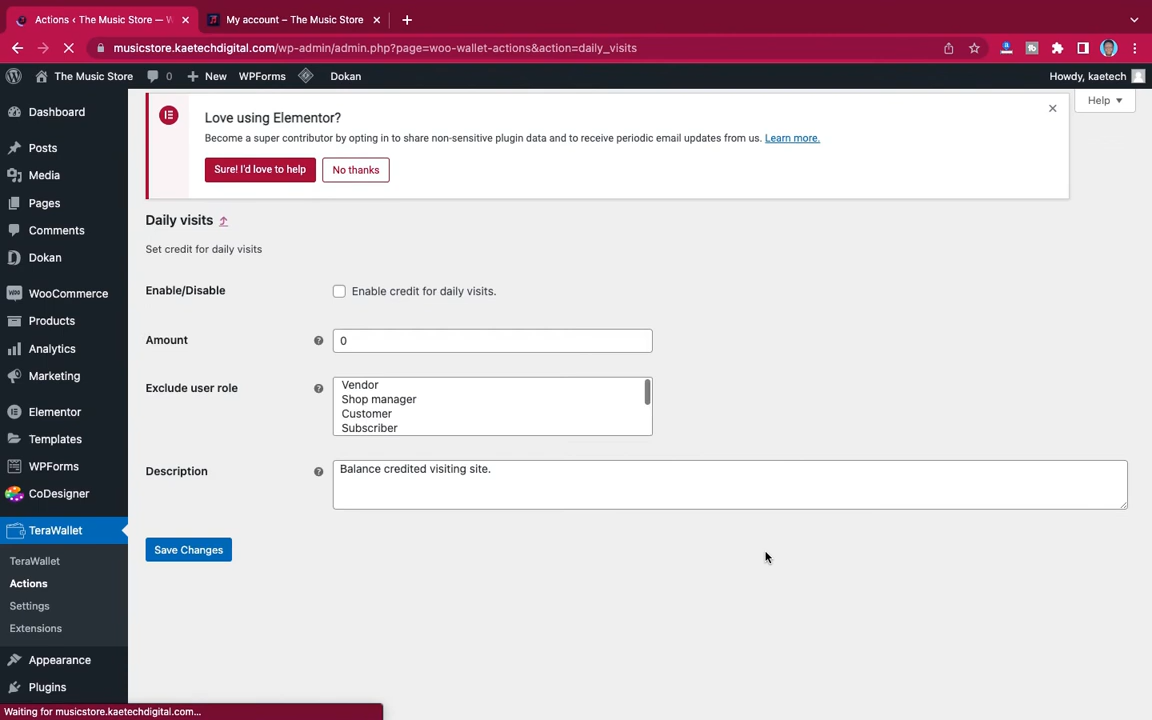 Actions ‹ The Music Store — W
My account – The Music Store
musicstore.kaetechdigital.com/wp-admin/admin.php?page=woo-wallet-actions&action=daily_visits
The Music Store
0
New
WPForms
Dokan
Howdy, kaetech
Help
Dashboard
Posts
Media
Pages
Comments
Dokan
WooCommerce
Products
Analytics
Marketing
Elementor
Templates
WPForms
CoDesigner
TeraWallet
TeraWallet
Actions
Settings
Extensions
Appearance
Plugins
Love using Elementor?
Become a super contributor by opting in to share non-sensitive plugin data and to receive periodic email updates from us. Learn more.
Sure! I'd love to help
No thanks
Daily visits
Set credit for daily visits
Enable/Disable
Enable credit for daily visits.
Amount
0
Exclude user role
Vendor
Shop manager
Customer
Subscriber
Description
Balance credited visiting site.
Save Changes
Waiting for musicstore.kaetechdigital.com...